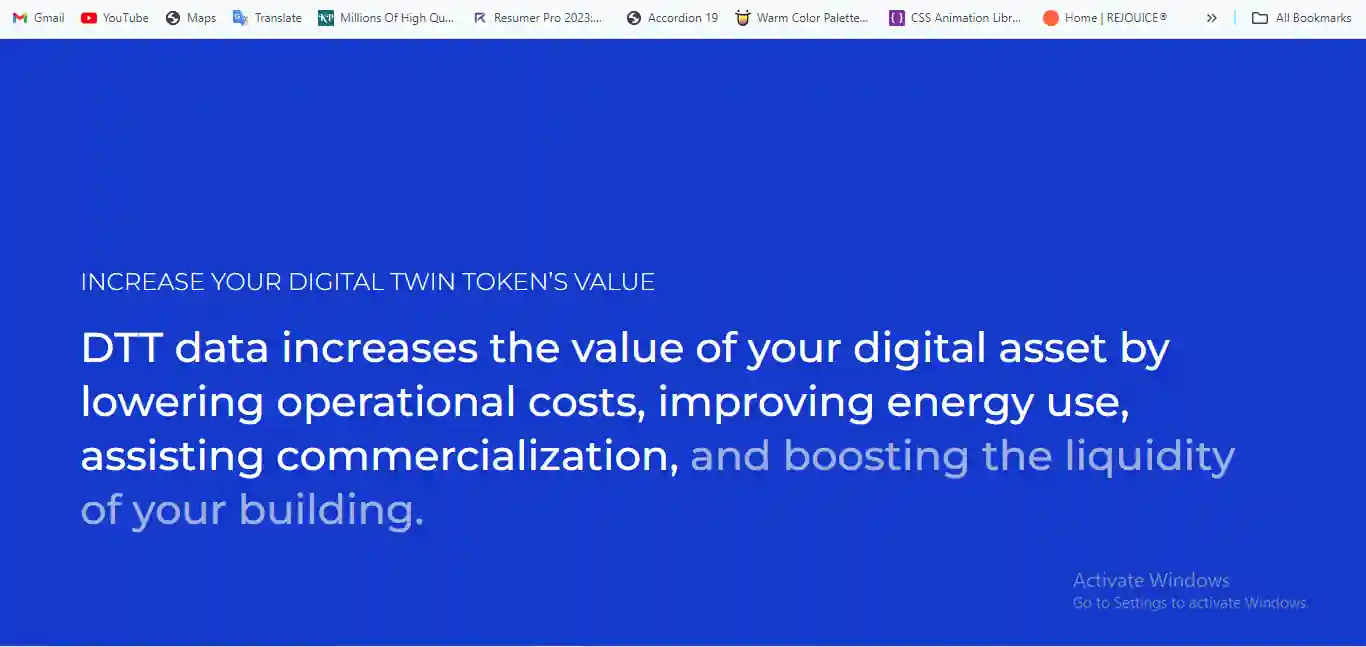 Gmail YouTube Maps Translate Millions Of High Qu... Resumer Pro 2023:... Accordion 19 Warm Color Palette... CSS Animation Libr... Home | REJOUICE® » All Bookmarks
INCREASE YOUR DIGITAL TWIN TOKEN’S VALUE
DTT data increases the value of your digital asset by
lowering operational costs, improving energy use,
assisting commercialization, and boosting the liquidity
of your building.
Activate Windows
Go to Settings to activate Windows.